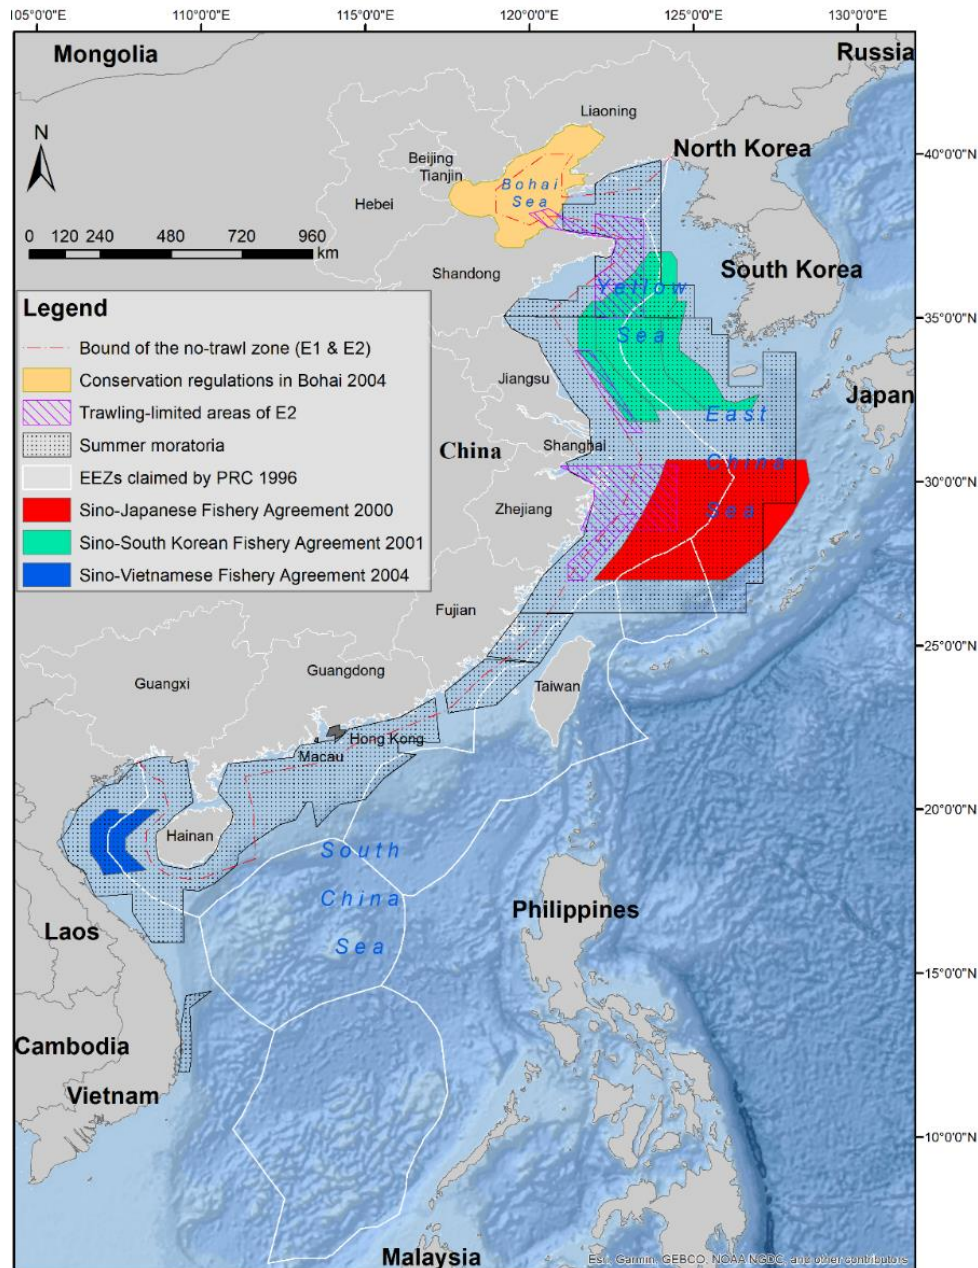 105°0'0"E 110°0'0"E 115°0'0"E 120°0'0"E 125°0'0"E 130°0'0"E
Mongolia
Russia
Liaoning
N
Beijing
Tianjin
North Korea
40°0'0"N
Bohai
Sea
Hebei
0 120 240 480 720 960
km
Shandong
South Korea
Yellow
Sea
35°0'0"N
Legend
Bound of the no-trawl zone (E1 & E2)
Conservation regulations in Bohai 2004
Trawling-limited areas of E2
Summer moratoria
EEZs claimed by PRC 1996
Sino-Japanese Fishery Agreement 2000
Sino-South Korean Fishery Agreement 2001
Sino-Vietnamese Fishery Agreement 2004
Jiangsu
Japan
East
China
Sea
Shanghai
China
30°0'0"N
Zhejiang
Fujian
25°0'0"N
Guangxi
Guangdong
Taiwan
Hong Kong
Macau
20°0'0"N
Hainan
South
China
Sea
Philippines
Laos
15°0'0"N
Cambodia
Vietnam
10°0'0"N
Malaysia
Esri, Garmin, GEBCO, NOAA NGDC, and other contributors